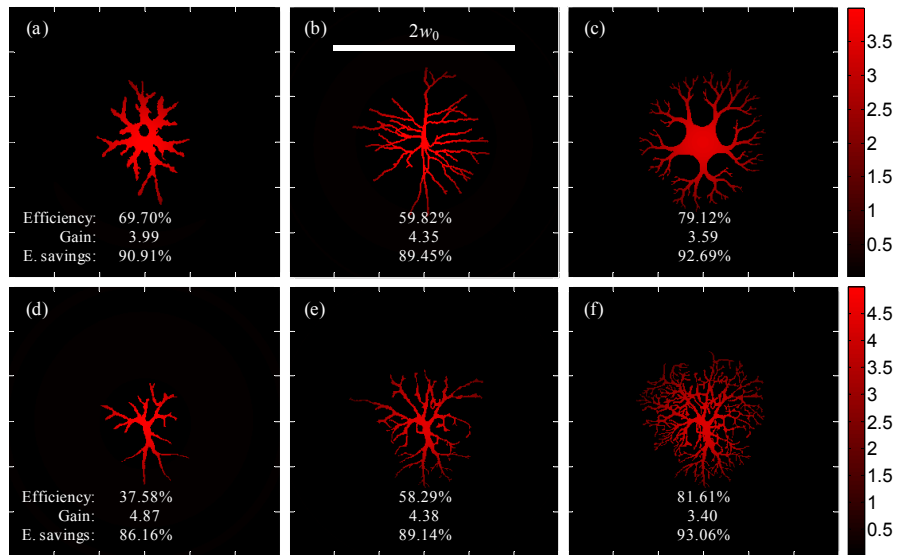 (a)
(b)
2w₀
(c)
Efficiency: 69.70% 59.82% 79.12%
Gain: 3.99 4.35 3.59
E. savings: 90.91% 89.45% 92.69%
3.5
3
2.5
2
1.5
1
0.5
(d)
(e)
(f)
Efficiency: 37.58% 58.29% 81.61%
Gain: 4.87 4.38 3.40
E. savings: 86.16% 89.14% 93.06%
4.5
4
3.5
3
2.5
2
1.5
1
0.5